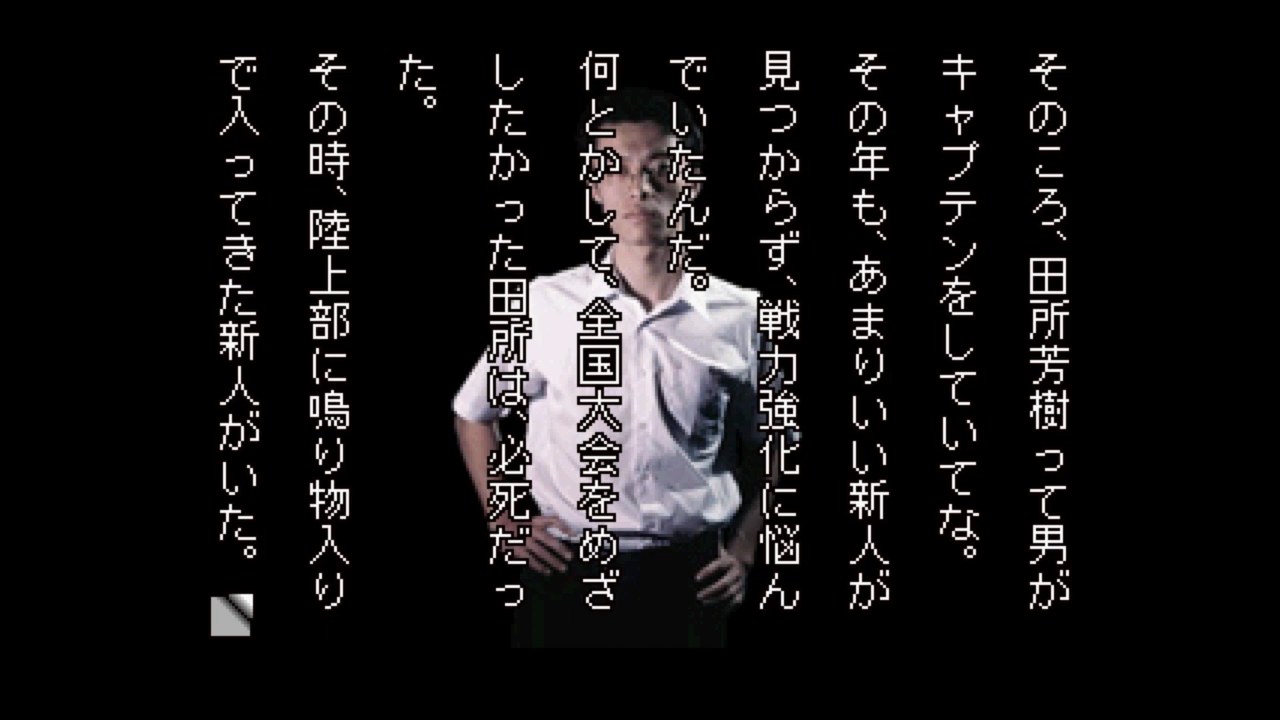 そのころ、田所芳樹って男が
キャプテンをしていてな。
その年も、あまりいい新人が
見つからず、戦力強化に悩ん
でいたんだ。
何とかして、全国大会をめざ
したかった田所は、必死だっ
た。
その時、陸上部に鳴り物入り
で入ってきた新人がいた。